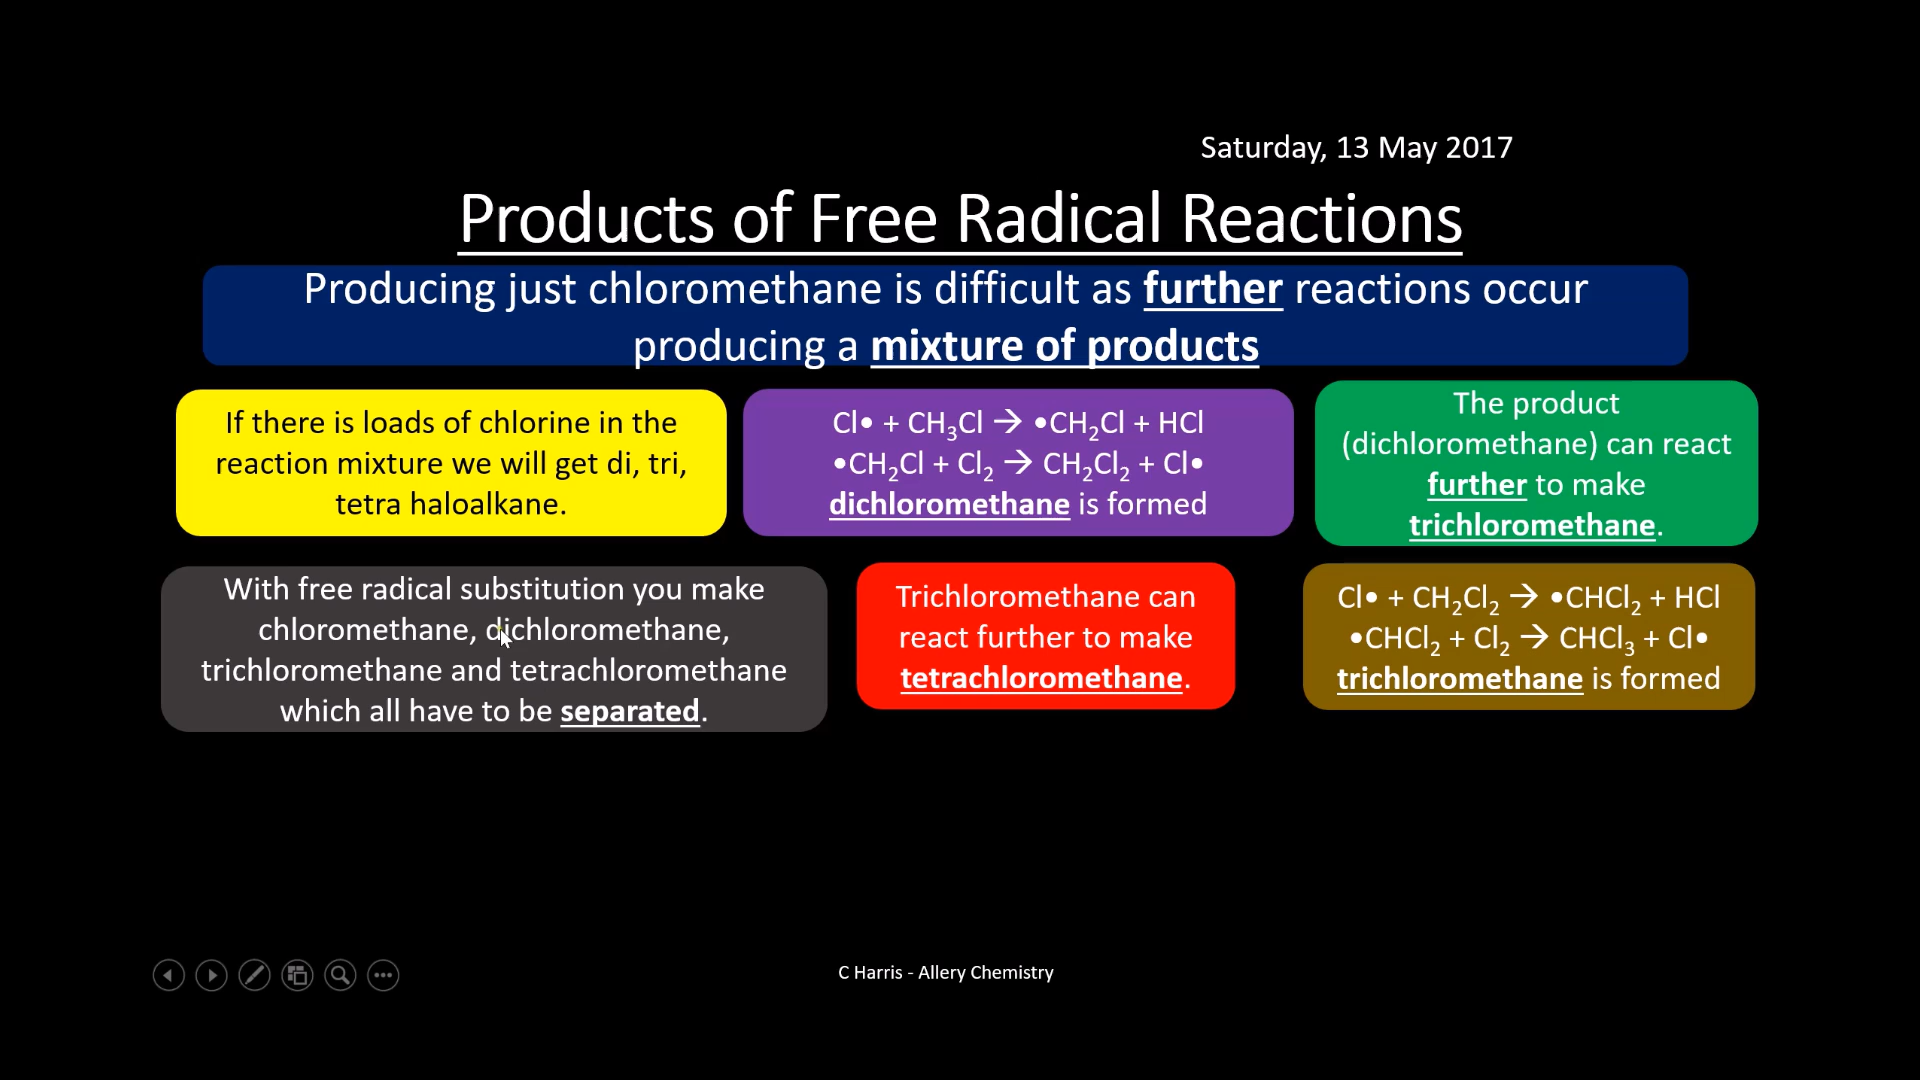 Saturday, 13 May 2017
Products of Free Radical Reactions
Producing just chloromethane is difficult as further reactions occur
producing a mixture of products
If there is loads of chlorine in the
reaction mixture we will get di, tri,
tetra haloalkane.
Cl• + CH₃Cl → •CH₂Cl + HCl
•CH₂Cl + Cl₂ → CH₂Cl₂ + Cl•
dichloromethane is formed
The product
(dichloromethane) can react
further to make
trichloromethane.
With free radical substitution you make
chloromethane, dichloromethane,
trichloromethane and tetrachloromethane
which all have to be separated.
Trichloromethane can
react further to make
tetrachloromethane.
Cl• + CH₂Cl₂ → •CHCl₂ + HCl
•CHCl₂ + Cl₂ → CHCl₃ + Cl•
trichloromethane is formed
C Harris - Allery Chemistry